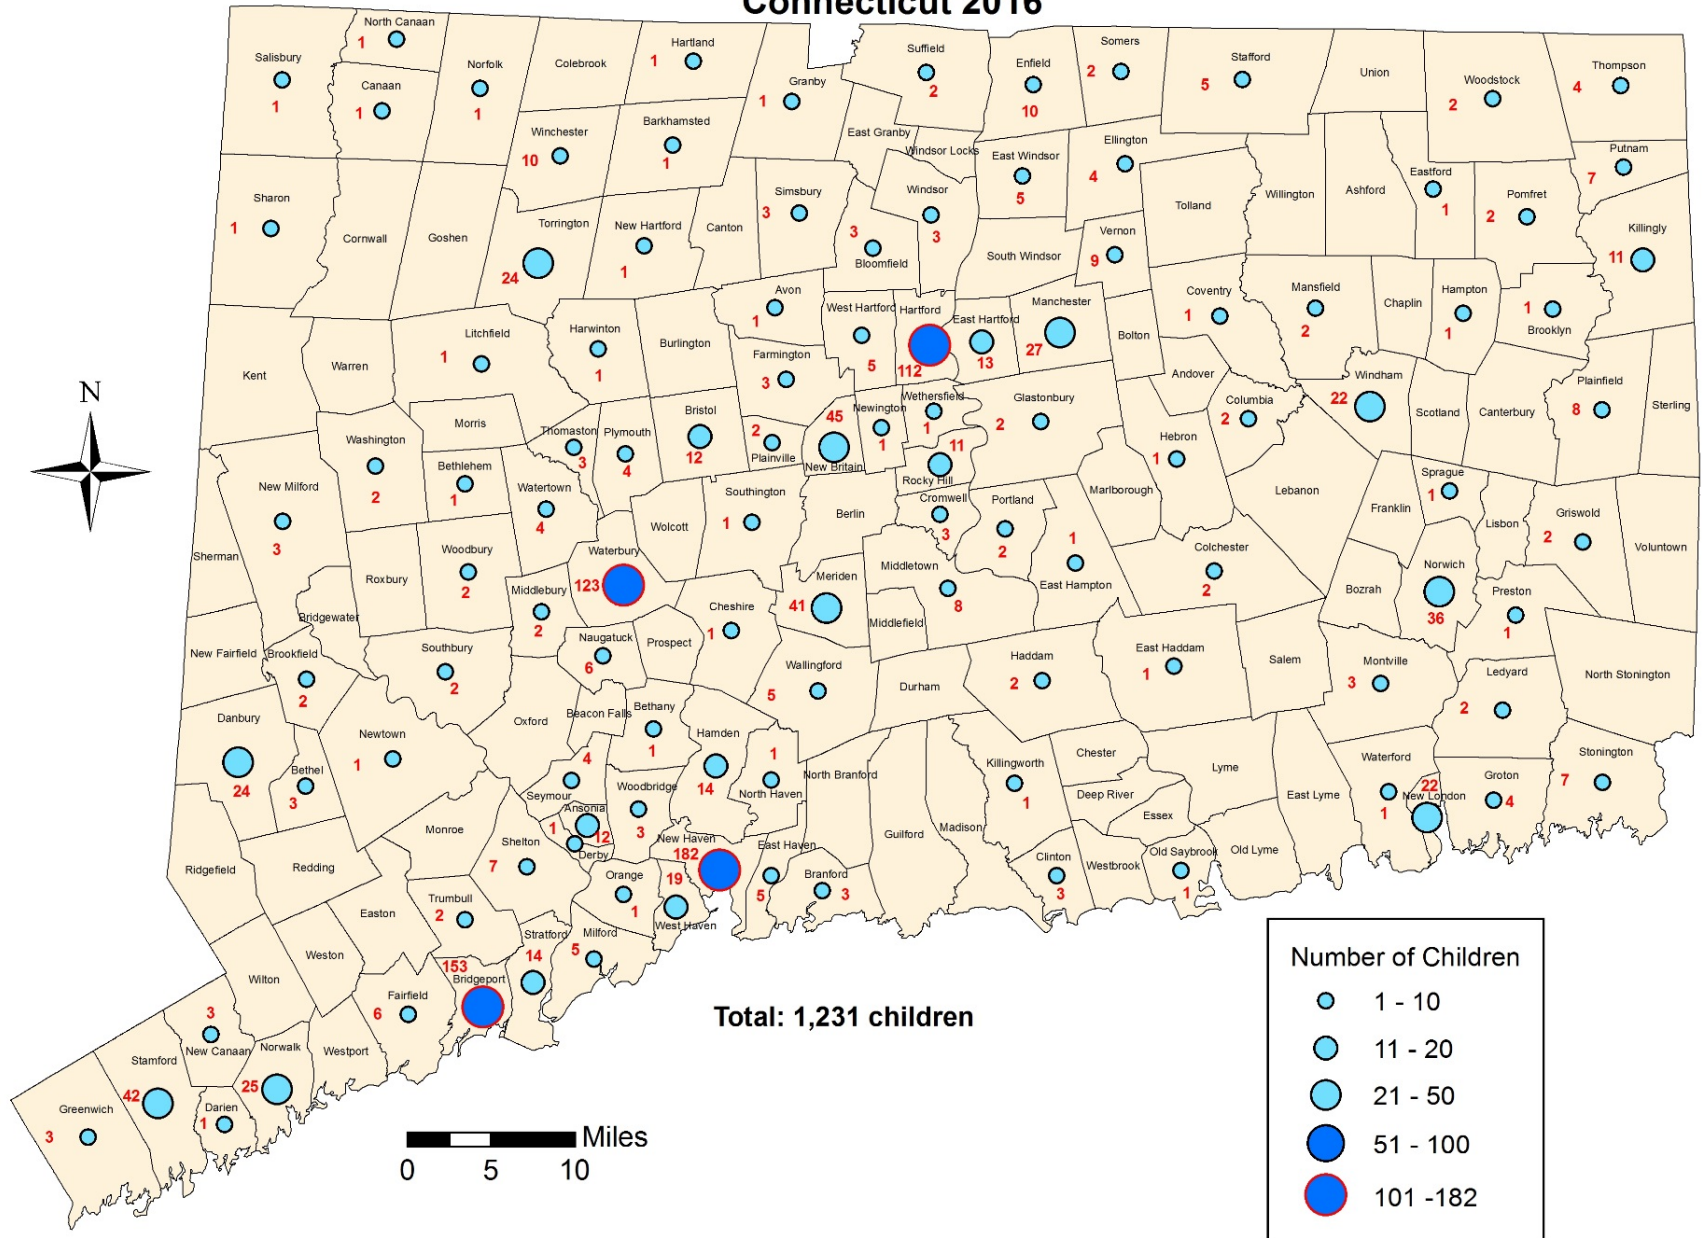 Connecticut 2016
North Canaan
1
Salisbury
1
Canaan
1
Norfolk
1
Colebrook
Hartland
1
Granby
1
Suffield
2
Enfield
10
Somers
2
Stafford
5
Union
Woodstock
2
Thompson
4
Winchester
10
Barkhamsted
1
East Granby
Windsor Locks
East Windsor
5
Ellington
4
Putnam
7
Sharon
1
Cornwall
Goshen
Torrington
24
New Hartford
1
Canton
Simsbury
3
Bloomfield
3
Windsor
3
South Windsor
Vernon
9
Tolland
Willington
Ashford
Eastford
1
Pomfret
2
Killingly
11
Kent
Warren
Litchfield
1
Harwinton
1
Burlington
Avon
1
Farmington
3
West Hartford
5
Hartford
112
East Hartford
13
Manchester
27
Bolton
Coventry
1
Mansfield
2
Chaplin
Hampton
1
Brooklyn
1
Andover
Columbia
2
Windham
22
Scotland
Canterbury
Plainfield
8
Sterling
N
Washington
2
Morris
Bethlehem
1
Thomaston
3
Plymouth
4
Bristol
12
Plainville
2
New Britain
45
Newington
1
Wethersfield
1
Rocky Hill
11
Glastonbury
2
Hebron
1
Marlborough
Lebanon
Franklin
Sprague
1
Lisbon
Griswold
2
Voluntown
New Milford
3
Sherman
Watertown
4
Wolcott
Southington
1
Berlin
Cromwell
3
Portland
2
East Hampton
1
Colchester
2
Bozrah
Norwich
36
Preston
1
Roxbury
Woodbury
2
Waterbury
123
Middlebury
2
Bridgewater
Naugatuck
6
Prospect
Cheshire
1
Meriden
41
Middletown
8
Middlefield
New Fairfield
Brookfield
2
Southbury
2
Wallingford
5
Durham
Haddam
2
East Haddam
1
Salem
Montville
3
Ledyard
2
North Stonington
Danbury
24
Bethel
3
Newtown
1
Oxford
Beacon Falls
Bethany
1
Hamden
14
North Haven
1
North Branford
Seymour
4
Woodbridge
3
Ansonia
12
Derby
1
Killingworth
1
Chester
Deep River
Essex
Lyme
East Lyme
Waterford
1
New London
22
Groton
4
Stonington
7
Ridgefield
Redding
Monroe
Shelton
7
New Haven
182
East Haven
5
Branford
3
Guilford
Madison
Clinton
3
Westbrook
Old Saybrook
1
Old Lyme
Easton
Trumbull
2
Orange
1
West Haven
19
Milford
5
Stratford
14
Bridgeport
153
Wilton
Weston
Fairfield
6
Westport
Norwalk
25
New Canaan
3
Stamford
42
Darien
1
Greenwich
3
Total: 1,231 children
Miles
0 5 10
Number of Children
1 - 10
11 - 20
21 - 50
51 - 100
101 -182